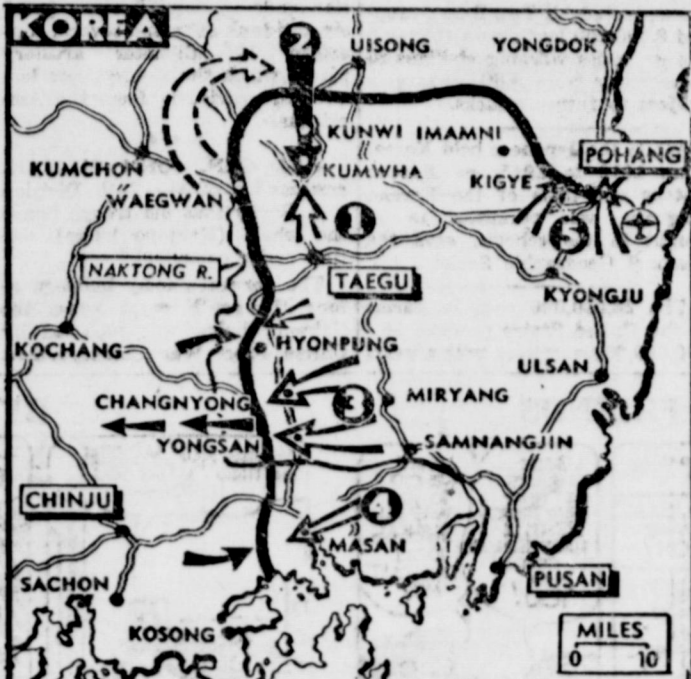 KOREA
2
UISONG
YONGDOK
KUNWI
IMAMNI
POHANG
KUMCHON
KUMWHA
KIGYE
WAEGWAN
1
5
NAKTONG R.
TAEGU
KYONGJU
KOCHANG
HYONPUNG
ULSAN
CHANGNYONG
3
MIRYANG
YONGSAN
SAMNANGJIN
CHINJU
4
MASAN
SACHON
PUSAN
KOSONG
MILES
0 10